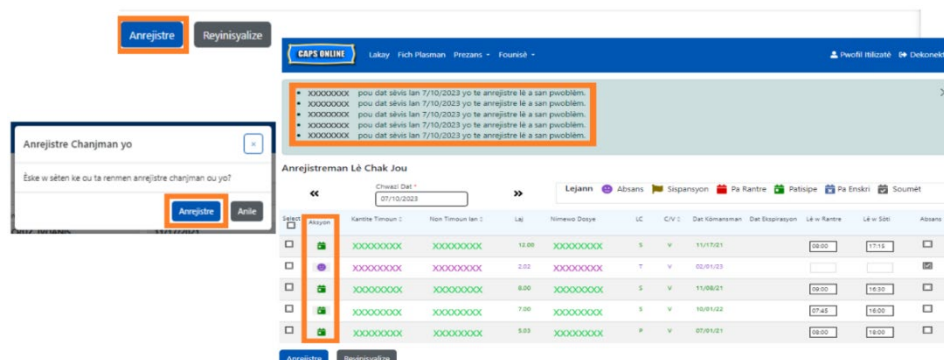 Anrejistre Reyinisyalize
CAPS ONLINE Lakay Fich Plasman Prezans Founisè Pwofil Itilizatè Dekonekt
XXXXXXXX pou dat sèvis lan 7/10/2023 yo te anrejistre lè a san pwoblèm.
XXXXXXXX pou dat sèvis lan 7/10/2023 yo te anrejistre lè a san pwoblèm.
XXXXXXXX pou dat sèvis lan 7/10/2023 yo te anrejistre lè a san pwoblèm.
XXXXXXXX pou dat sèvis lan 7/10/2023 yo te anrejistre lè a san pwoblèm.
XXXXXXXX pou dat sèvis lan 7/10/2023 yo te anrejistre lè a san pwoblèm.
Anrejistre Chanjman yo
Èske w sèten ke ou ta renmen anrejistre chanjman ou yo?
Anrejistre Anile
Anrejistreman Lè Chak Jou
« Chwazi Dat * »
07/10/2023
Lejann Absans Sispansyon Pa Rantre Patisipe Pa Enskri Soumèt
Select Aksyon Kantite Timoun Non Timoun lan Laj Nimewo Dosye LC C/V Dat Kòmansman Dat Ekspirasyon Lè w Rantre Lè w Sòti Absans
XXXXXXXX XXXXXXXX 12.00 XXXXXXXX S V 11/17/21 08:00 17:15
XXXXXXXX XXXXXXXX 2.02 XXXXXXXX T V 02/01/23
XXXXXXXX XXXXXXXX 8.00 XXXXXXXX S V 11/08/21 09:00 16:30
XXXXXXXX XXXXXXXX 7.00 XXXXXXXX S V 10/01/22 07:45 16:00
XXXXXXXX XXXXXXXX 5.03 XXXXXXXX P V 07/01/21 08:00 18:00
Anrejistre Reyinisyalize